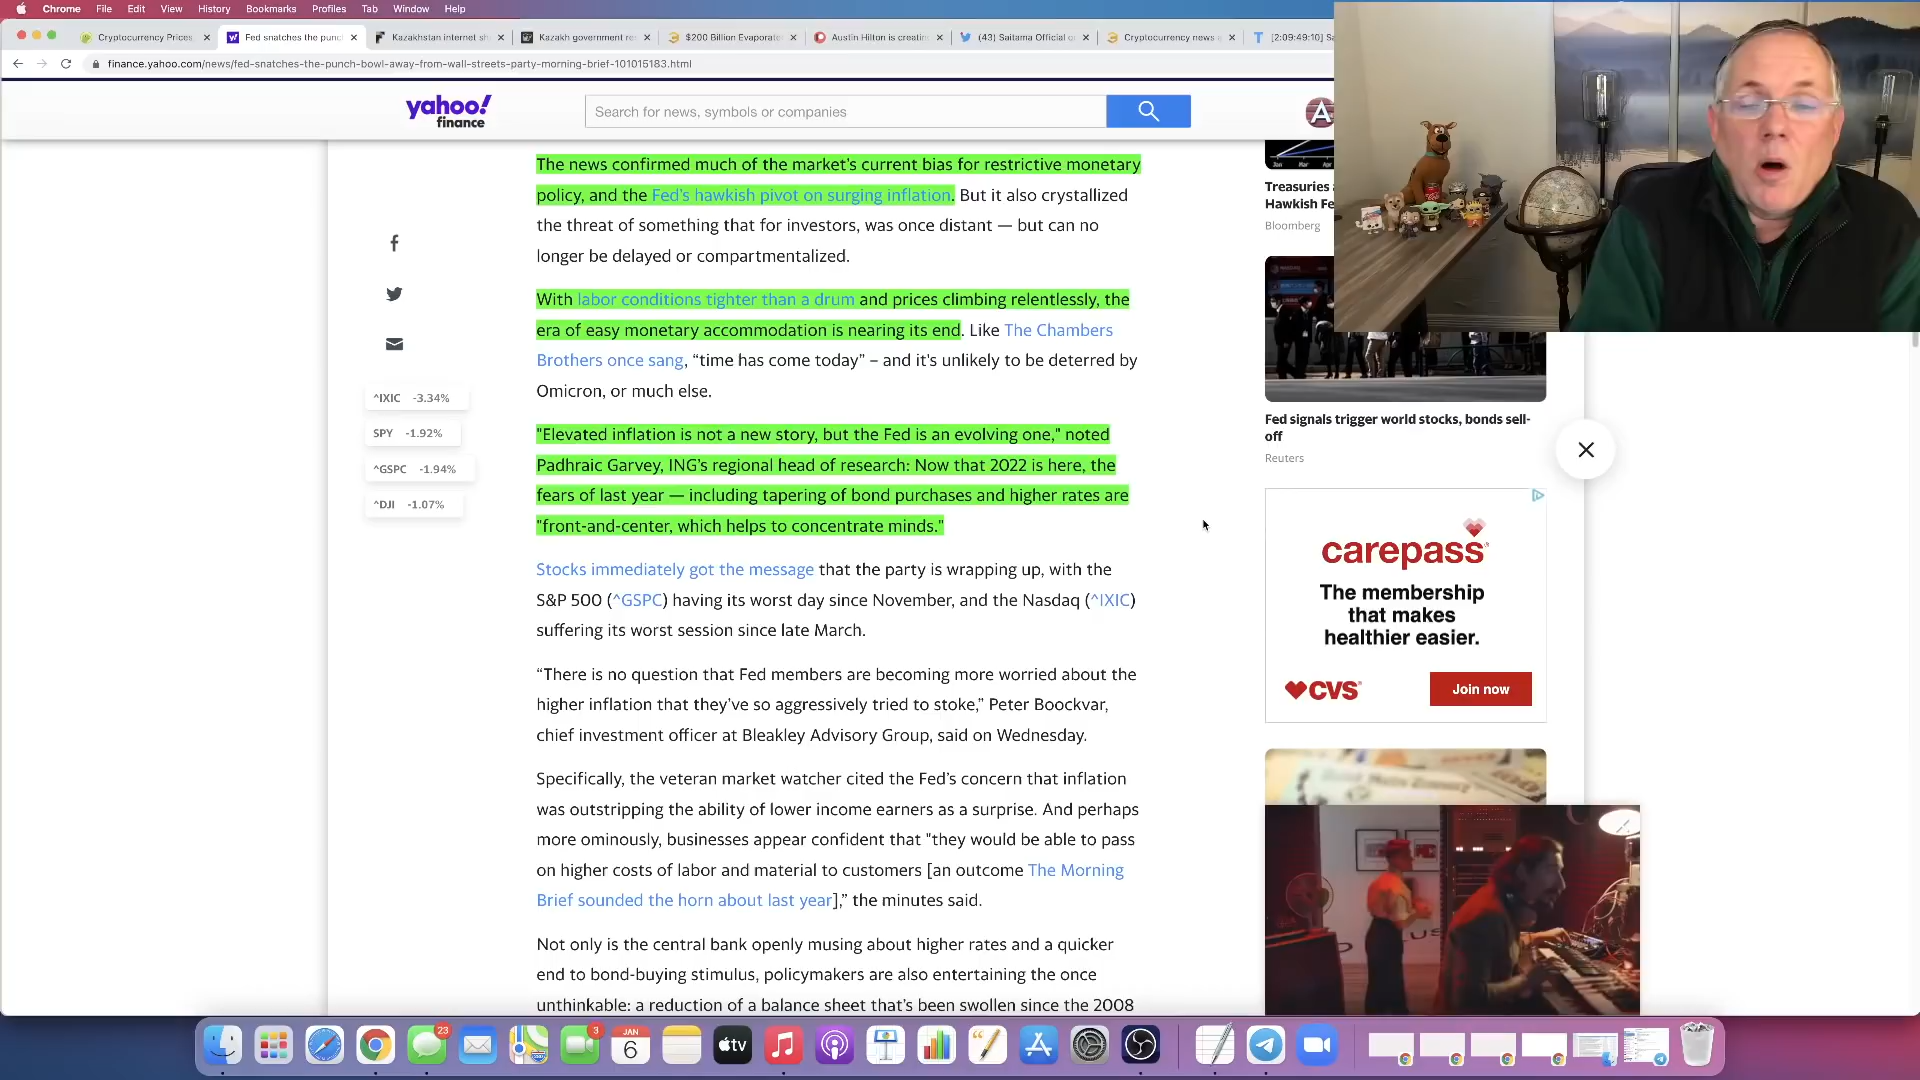 Chrome File Edit View History Bookmarks Profiles Tab Window Help
Cryptocurrency Prices Fed snatches the punc Kazakhstan internet sh Kazakh government re $200 Billion Evaporate Austin Hilton is creatin (43) Saitama Official o Cryptocurrency news [2:09:49:10] Sa
finance.yahoo.com/news/fed-snatches-the-punch-bowl-away-from-wall-streets-party-morning-brief-101015183.html
yahoo!
finance
Search for news, symbols or companies
A
The news confirmed much of the market's current bias for restrictive monetary
policy, and the Fed's hawkish pivot on surging inflation. But it also crystallized
the threat of something that for investors, was once distant — but can no
longer be delayed or compartmentalized.
With labor conditions tighter than a drum and prices climbing relentlessly, the
era of easy monetary accommodation is nearing its end. Like The Chambers
Brothers once sang, “time has come today” – and it's unlikely to be deterred by
Omicron, or much else.
"Elevated inflation is not a new story, but the Fed is an evolving one," noted
Padhraic Garvey, ING's regional head of research: Now that 2022 is here, the
fears of last year — including tapering of bond purchases and higher rates are
"front-and-center, which helps to concentrate minds."
Stocks immediately got the message that the party is wrapping up, with the
S&P 500 (^GSPC) having its worst day since November, and the Nasdaq (^IXIC)
suffering its worst session since late March.
“There is no question that Fed members are becoming more worried about the
higher inflation that they’ve so aggressively tried to stoke,” Peter Boockvar,
chief investment officer at Bleakley Advisory Group, said on Wednesday.
Specifically, the veteran market watcher cited the Fed’s concern that inflation
was outstripping the ability of lower income earners as a surprise. And perhaps
more ominously, businesses appear confident that "they would be able to pass
on higher costs of labor and material to customers [an outcome The Morning
Brief sounded the horn about last year],” the minutes said.
Not only is the central bank openly musing about higher rates and a quicker
end to bond-buying stimulus, policymakers are also entertaining the once
unthinkable: a reduction of a balance sheet that’s been swollen since the 2008
^IXIC -3.34%
SPY -1.92%
^GSPC -1.94%
^DJI -1.07%
Jan Mar
Treasuries
Hawkish Fe
Bloomberg
Fed signals trigger world stocks, bonds sell-
off
Reuters
carepass
The membership
that makes
healthier easier.
CVS
Join now
23
3
JAN
6
tv